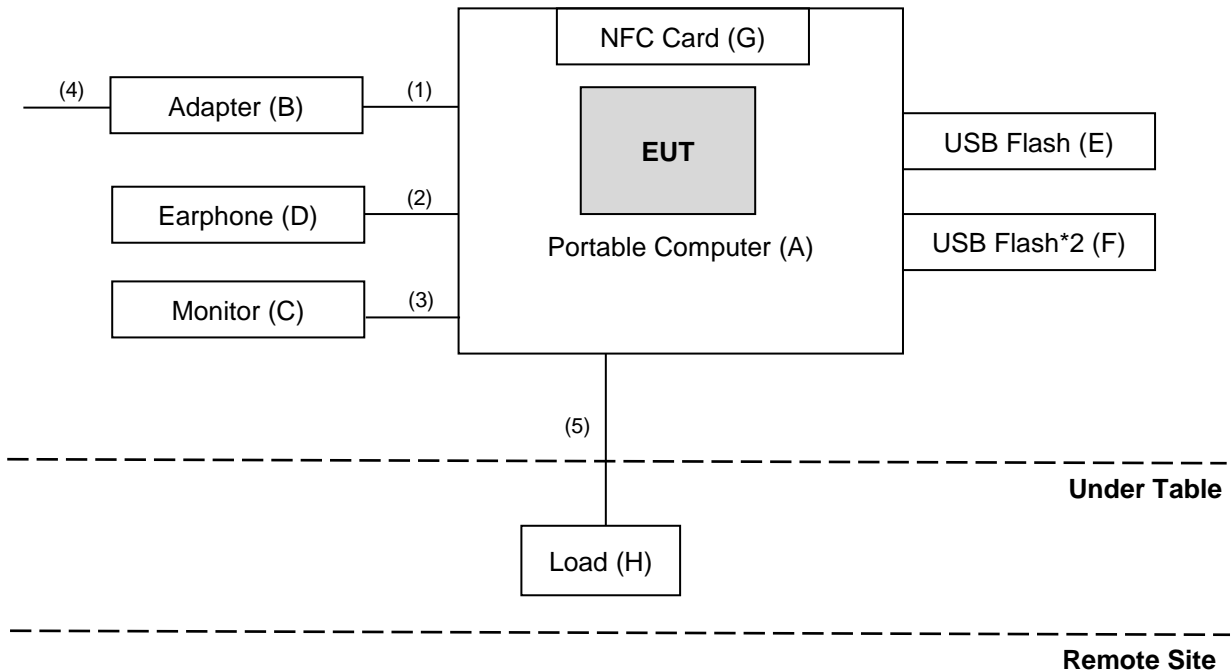 NFC Card (G)
(4)
Adapter (B)
(1)
EUT
USB Flash (E)
Earphone (D)
(2)
Portable Computer (A)
USB Flash*2 (F)
Monitor (C)
(3)
(5)
Under Table
Load (H)
Remote Site